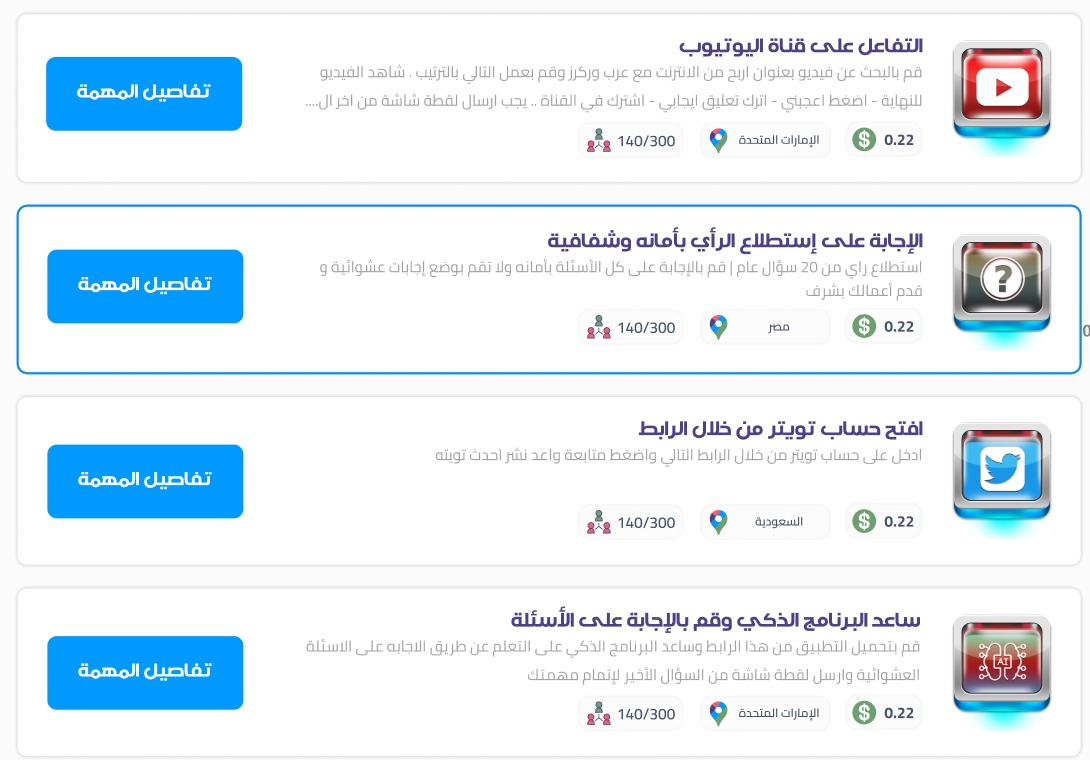 التفاعل على قناة اليوتيوب
قم بالبحث عن فيديو بعنوان اربح من الانترنت مع عرب وركرز وقم بعمل التالي بالترتيب . شاهد الفيديو
للنهاية - اضغط اعجبني - اترك تعليق ايجابي - اشترك في القناة .. يجب ارسال لقطة شاشة من اخر ال....
0.22
الإمارات المتحدة
140/300
تفاصيل المهمة
الإجابة على إستطلاع الرأي بأمانه وشفافية
استطلاع راي من 20 سؤال عام | قم بالإجابة على كل الأسئلة بأمانه ولا تقم بوضع إجابات عشوائية و
قدم أعمالك بشرف
0.22
مصر
140/300
تفاصيل المهمة
0
افتح حساب تويتر من خلال الرابط
ادخل على حساب تويتر من خلال الرابط التالي واضغط متابعة واعد نشر احدث تويته
0.22
السعودية
140/300
تفاصيل المهمة
ساعد البرنامج الذكي وقم بالإجابة على الأسئلة
قم بتحميل التطبيق من هذا الرابط وساعد البرنامج الذكي على التعلم عن طريق الاجابه على الاسئلة
العشوائية وارسل لقطة شاشة من السؤال الأخير لإتمام مهمتك
AI
0.22
الإمارات المتحدة
140/300
تفاصيل المهمة